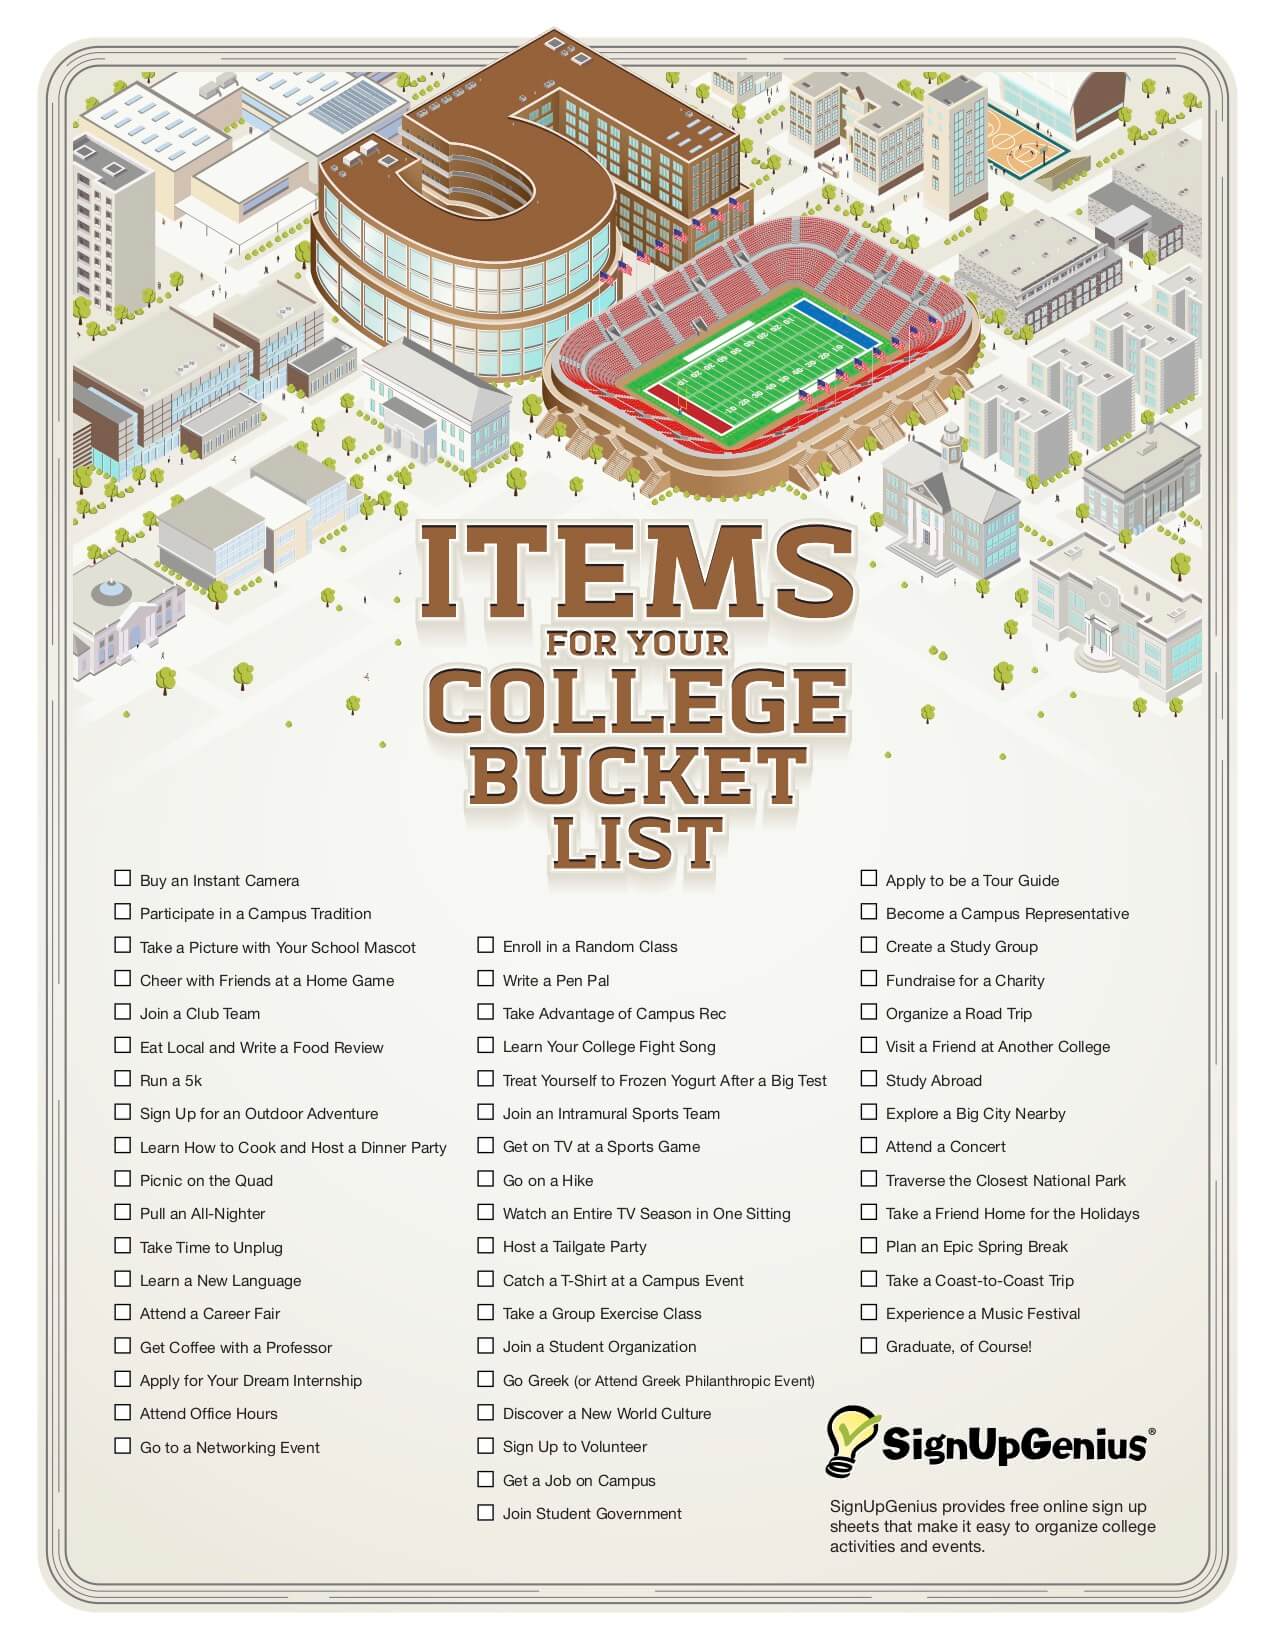 ITEMS
FOR YOUR
COLLEGE
BUCKET
LIST
Buy an Instant Camera
Participate in a Campus Tradition
Take a Picture with Your School Mascot
Cheer with Friends at a Home Game
Join a Club Team
Eat Local and Write a Food Review
Run a 5k
Sign Up for an Outdoor Adventure
Learn How to Cook and Host a Dinner Party
Picnic on the Quad
Pull an All-Nighter
Take Time to Unplug
Learn a New Language
Attend a Career Fair
Get Coffee with a Professor
Apply for Your Dream Internship
Attend Office Hours
Go to a Networking Event
Enroll in a Random Class
Write a Pen Pal
Take Advantage of Campus Rec
Learn Your College Fight Song
Treat Yourself to Frozen Yogurt After a Big Test
Join an Intramural Sports Team
Get on TV at a Sports Game
Go on a Hike
Watch an Entire TV Season in One Sitting
Host a Tailgate Party
Catch a T-Shirt at a Campus Event
Take a Group Exercise Class
Join a Student Organization
Go Greek (or Attend Greek Philanthropic Event)
Discover a New World Culture
Sign Up to Volunteer
Get a Job on Campus
Join Student Government
Apply to be a Tour Guide
Become a Campus Representative
Create a Study Group
Fundraise for a Charity
Organize a Road Trip
Visit a Friend at Another College
Study Abroad
Explore a Big City Nearby
Attend a Concert
Traverse the Closest National Park
Take a Friend Home for the Holidays
Plan an Epic Spring Break
Take a Coast-to-Coast Trip
Experience a Music Festival
Graduate, of Course!
SignUpGenius®
SignUpGenius provides free online sign up
sheets that make it easy to organize college
activities and events.